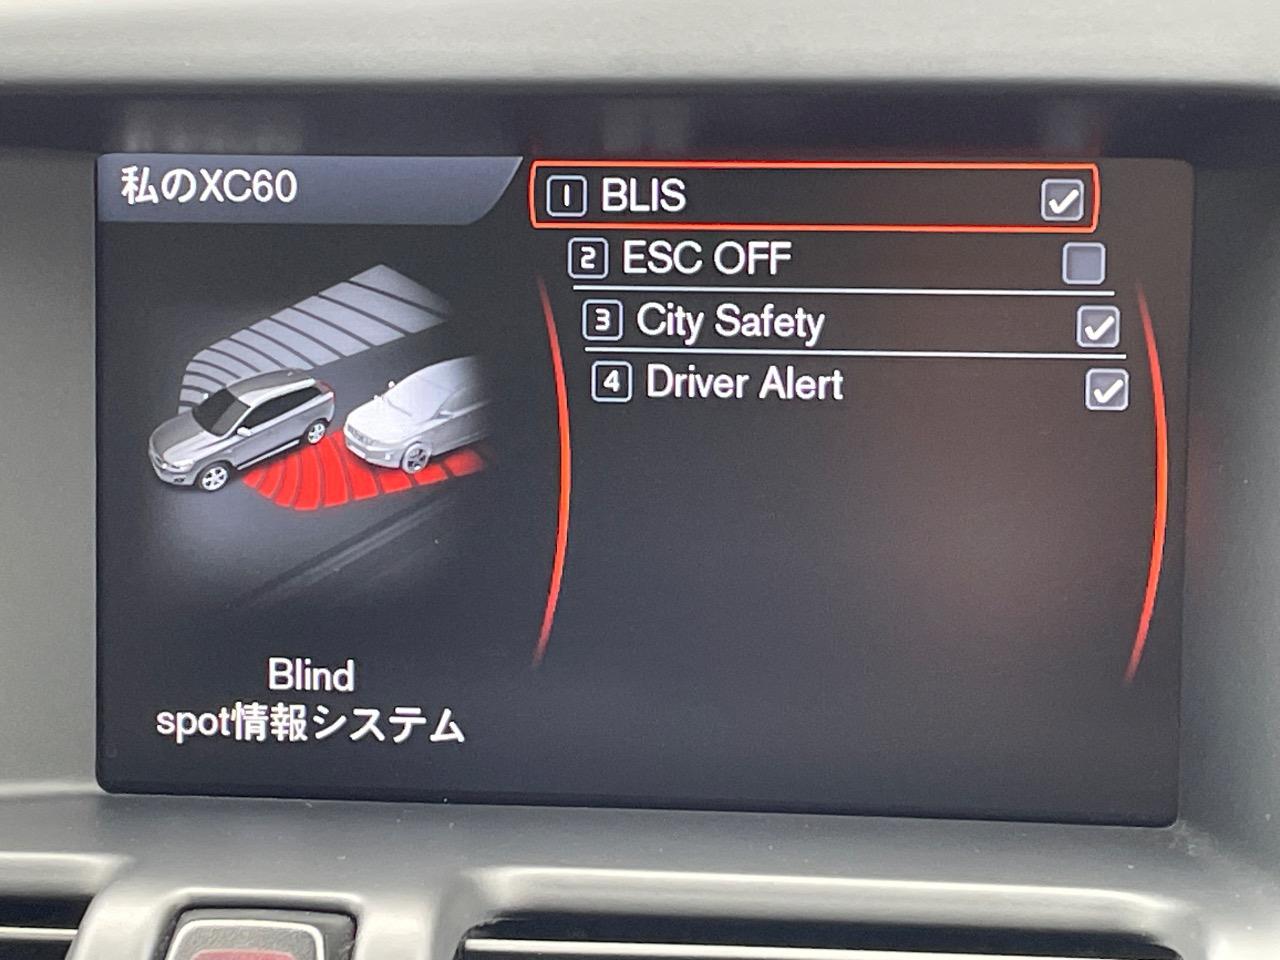 私のXC60
1 BLIS
2 ESC OFF
3 City Safety
4 Driver Alert
Blind
spot情報システム